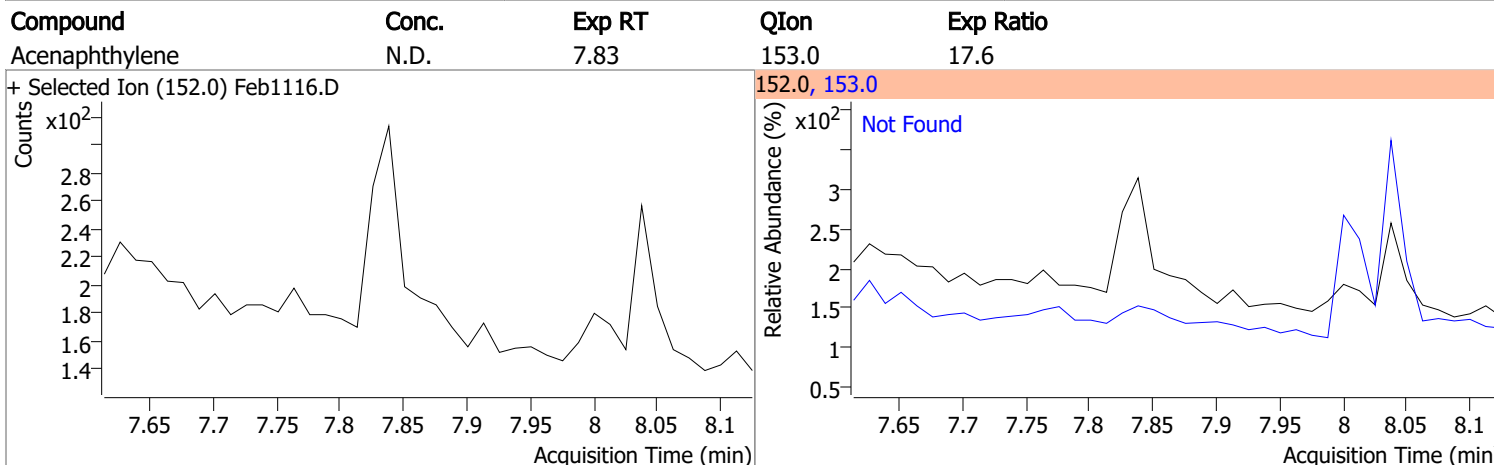 Compound Conc. Exp RT QIon Exp Ratio
Acenaphthylene N.D. 7.83 153.0 17.6
+ Selected Ion (152.0) Feb1116.D
Counts
x10²
2.8
2.6
2.4
2.2
2
1.8
1.6
1.4
7.65 7.7 7.75 7.8 7.85 7.9 7.95 8 8.05 8.1
Acquisition Time (min)
152.0, 153.0
Relative Abundance (%)
x10²
Not Found
3
2.5
2
1.5
1
0.5
7.65 7.7 7.75 7.8 7.85 7.9 7.95 8 8.05 8.1
Acquisition Time (min